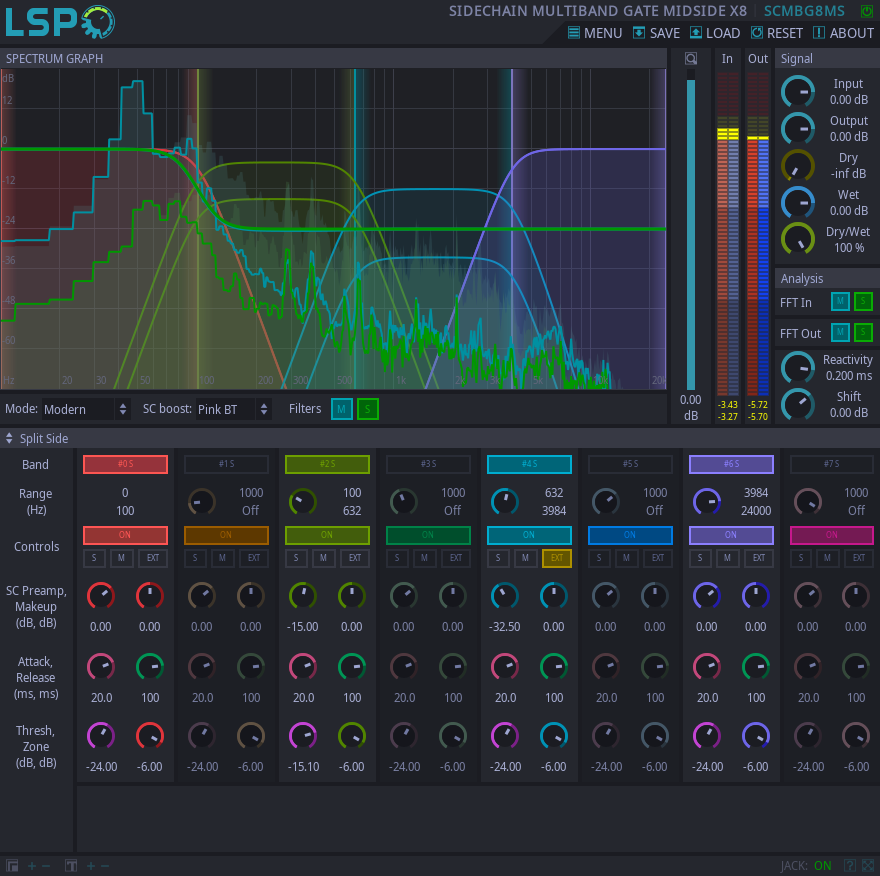 LSP
SIDECHAIN MULTIBAND GATE MIDSIDE X8 SCMBG8MS
MENU SAVE LOAD RESET ABOUT
SPECTRUM GRAPH
dB
12
0
-12
-24
-36
-48
-60
Hz 20 30 50 100 200 300 500 1k 2k 3k 5k 10k 20k
Mode: Modern SC boost: Pink BT Filters M S
0.00
dB
In Out
-3.43 -5.72
-3.27 -5.70
Signal
Input
0.00 dB
Output
0.00 dB
Dry
-inf dB
Wet
0.00 dB
Dry/Wet
100 %
Analysis
FFT In M S
FFT Out M S
Reactivity
0.200 ms
Shift
0.00 dB
Split Side
Band #0 S #1 S #2 S #3 S #4 S #5 S #6 S #7 S
Range 0 1000 100 1000 632 1000 3984 1000
(Hz) 100 Off 632 Off 3984 Off 24000 Off
Controls
ON ON ON ON ON ON ON ON
S M EXT S M EXT S M EXT S M EXT S M EXT S M EXT S M EXT S M EXT
SC Preamp,
Makeup
(dB, dB)
0.00 0.00 0.00 0.00 -15.00 0.00 0.00 0.00 -32.50 0.00 0.00 0.00 0.00 0.00 0.00 0.00
Attack,
Release
(ms, ms)
20.0 100 20.0 100 20.0 100 20.0 100 20.0 100 20.0 100 20.0 100 20.0 100
Thresh,
Zone
(dB, dB)
-24.00 -6.00 -24.00 -6.00 -15.10 -6.00 -24.00 -6.00 -24.00 -6.00 -24.00 -6.00 -24.00 -6.00 -24.00 -6.00
JACK: ON